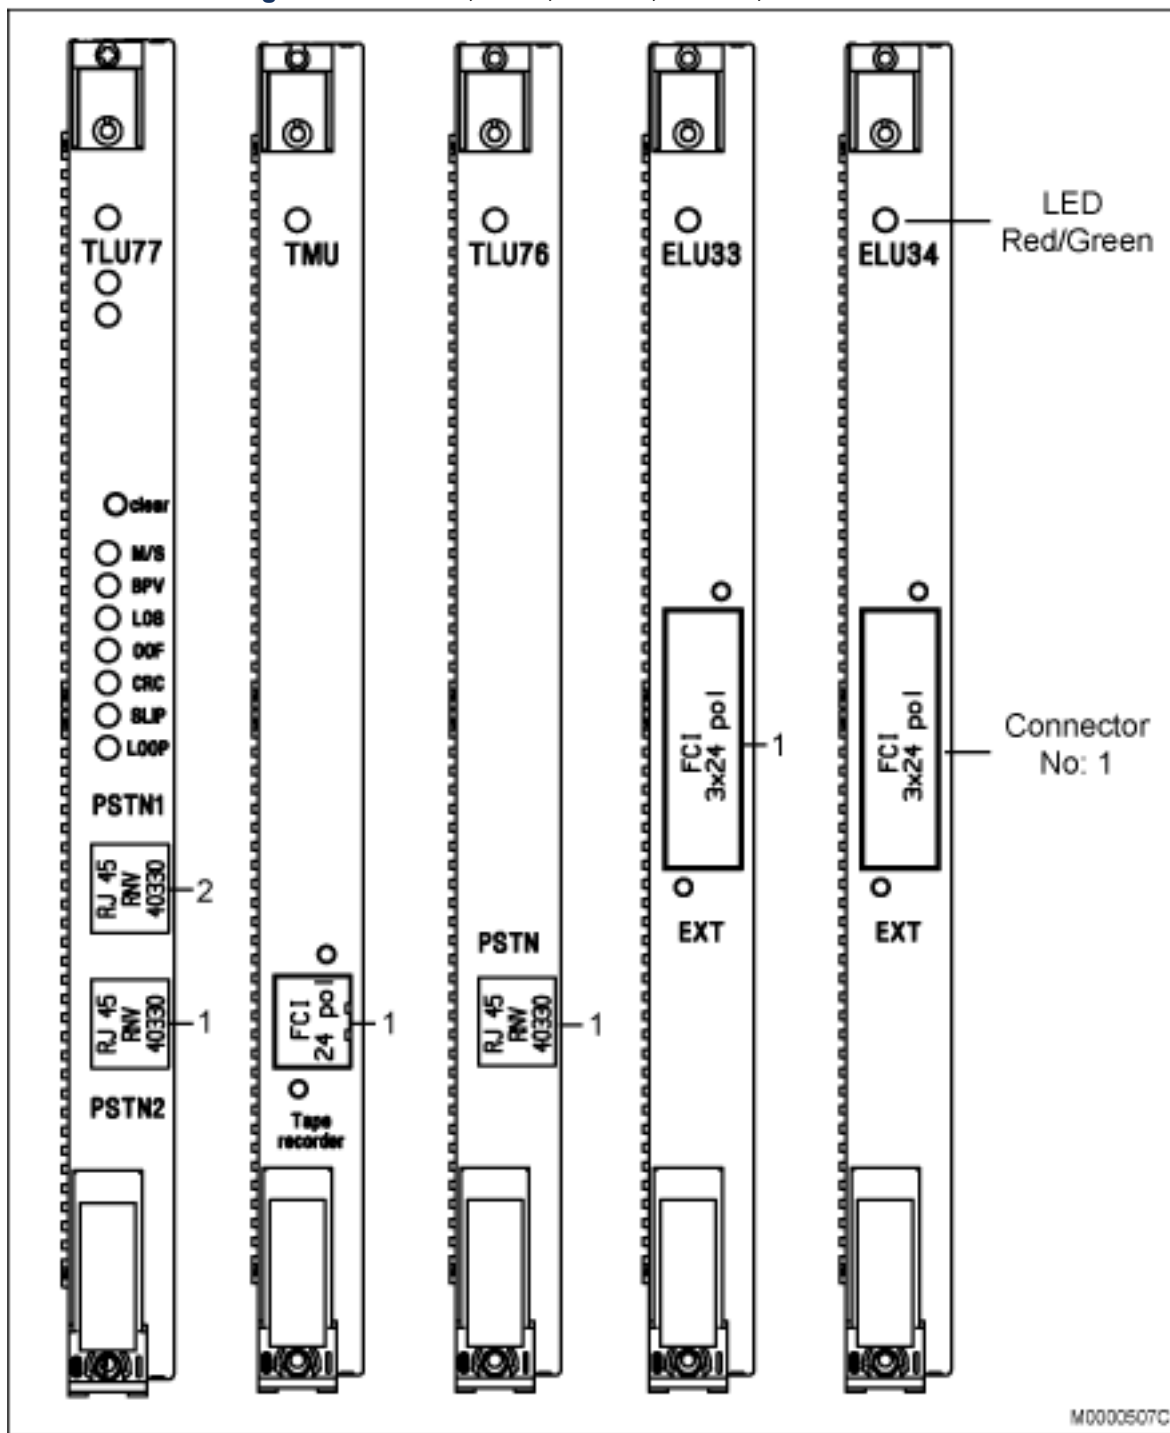 TLU77
clear
M/S
BPV
LOS
OOF
CRC
SLIP
LOOP
PSTN1
RJ 45
RNV
40330
2
RJ 45
RNV
40330
1
PSTN2
TMU
FCI
24 pol
1
Tape
recorder
TLU76
PSTN
RJ 45
RNV
40330
1
ELU33
FCI
3x24 pol
1
EXT
ELU34
FCI
3x24 pol
EXT
LED
Red/Green
Connector
No: 1
M0000507C